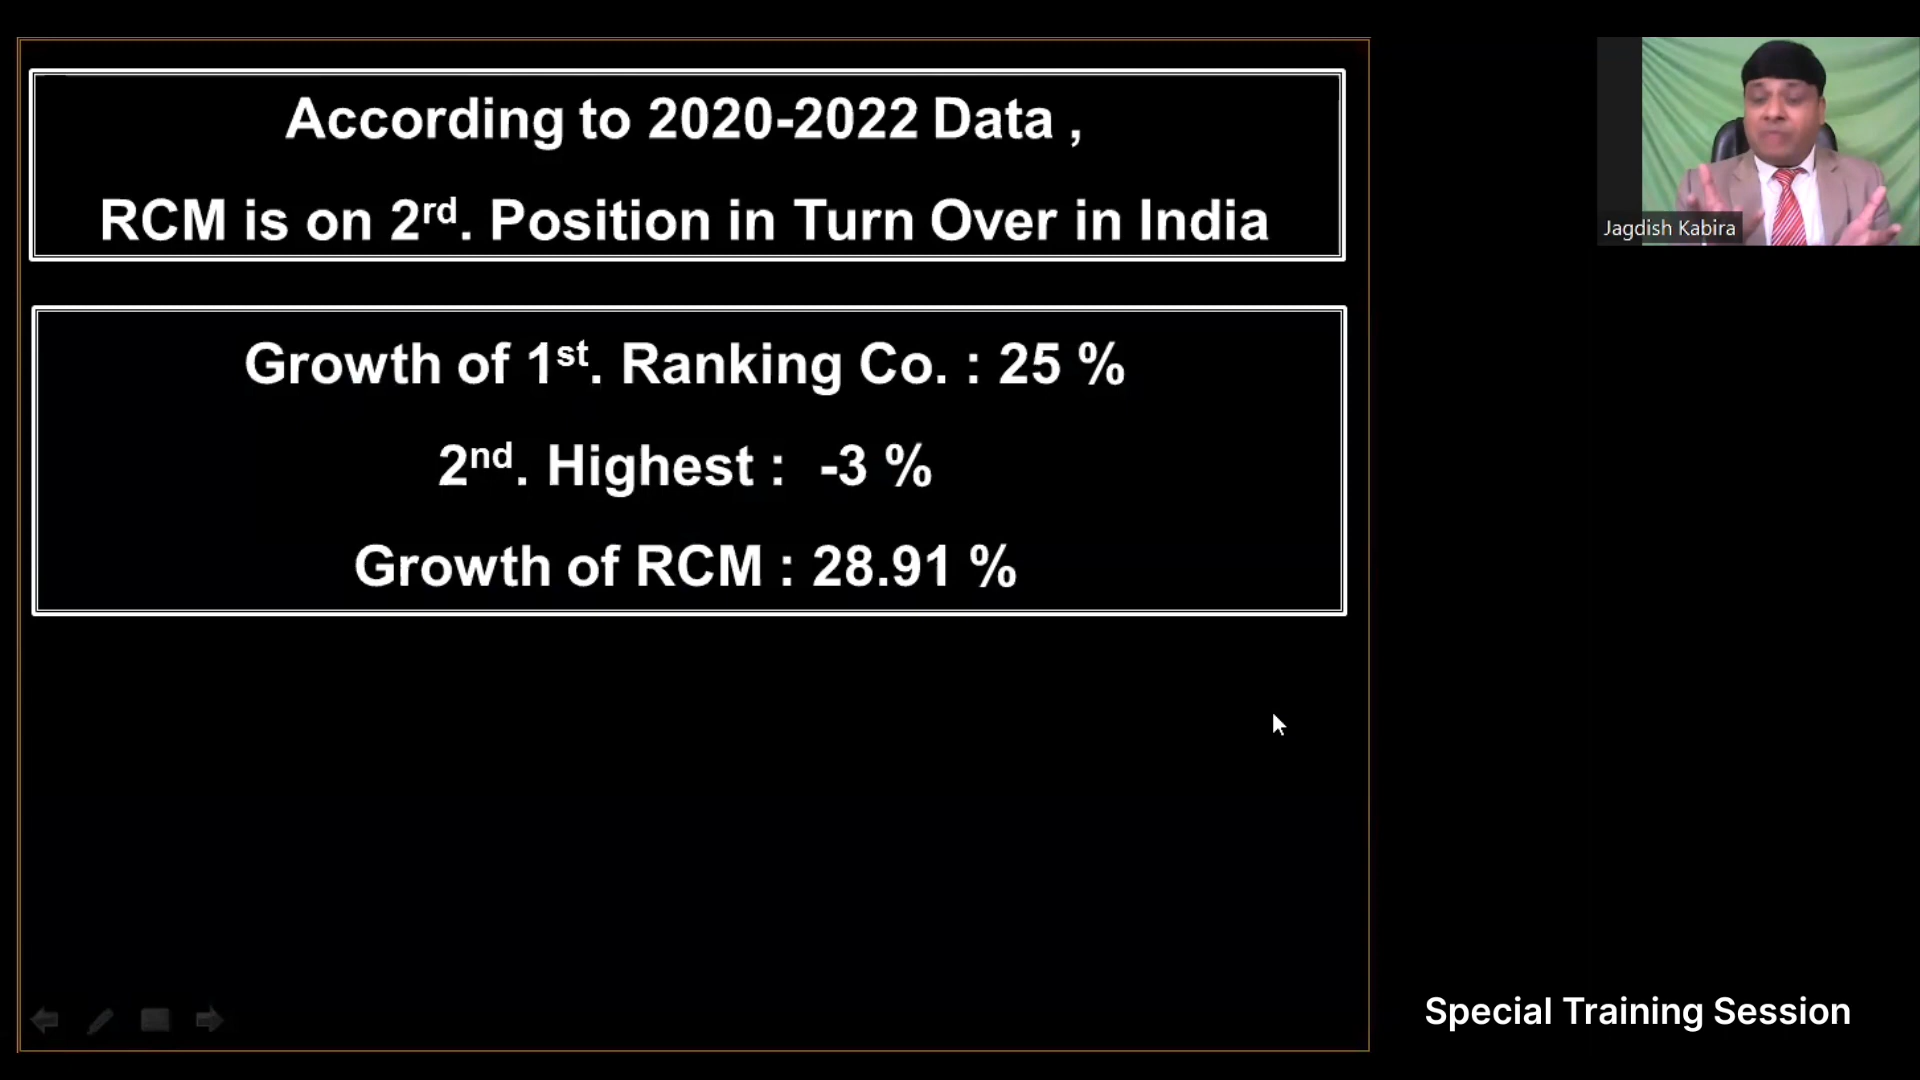 According to 2020-2022 Data ,
RCM is on 2rd. Position in Turn Over in India
Growth of 1st. Ranking Co. : 25 %
2nd. Highest : -3 %
Growth of RCM : 28.91 %
Jagdish Kabira
Special Training Session